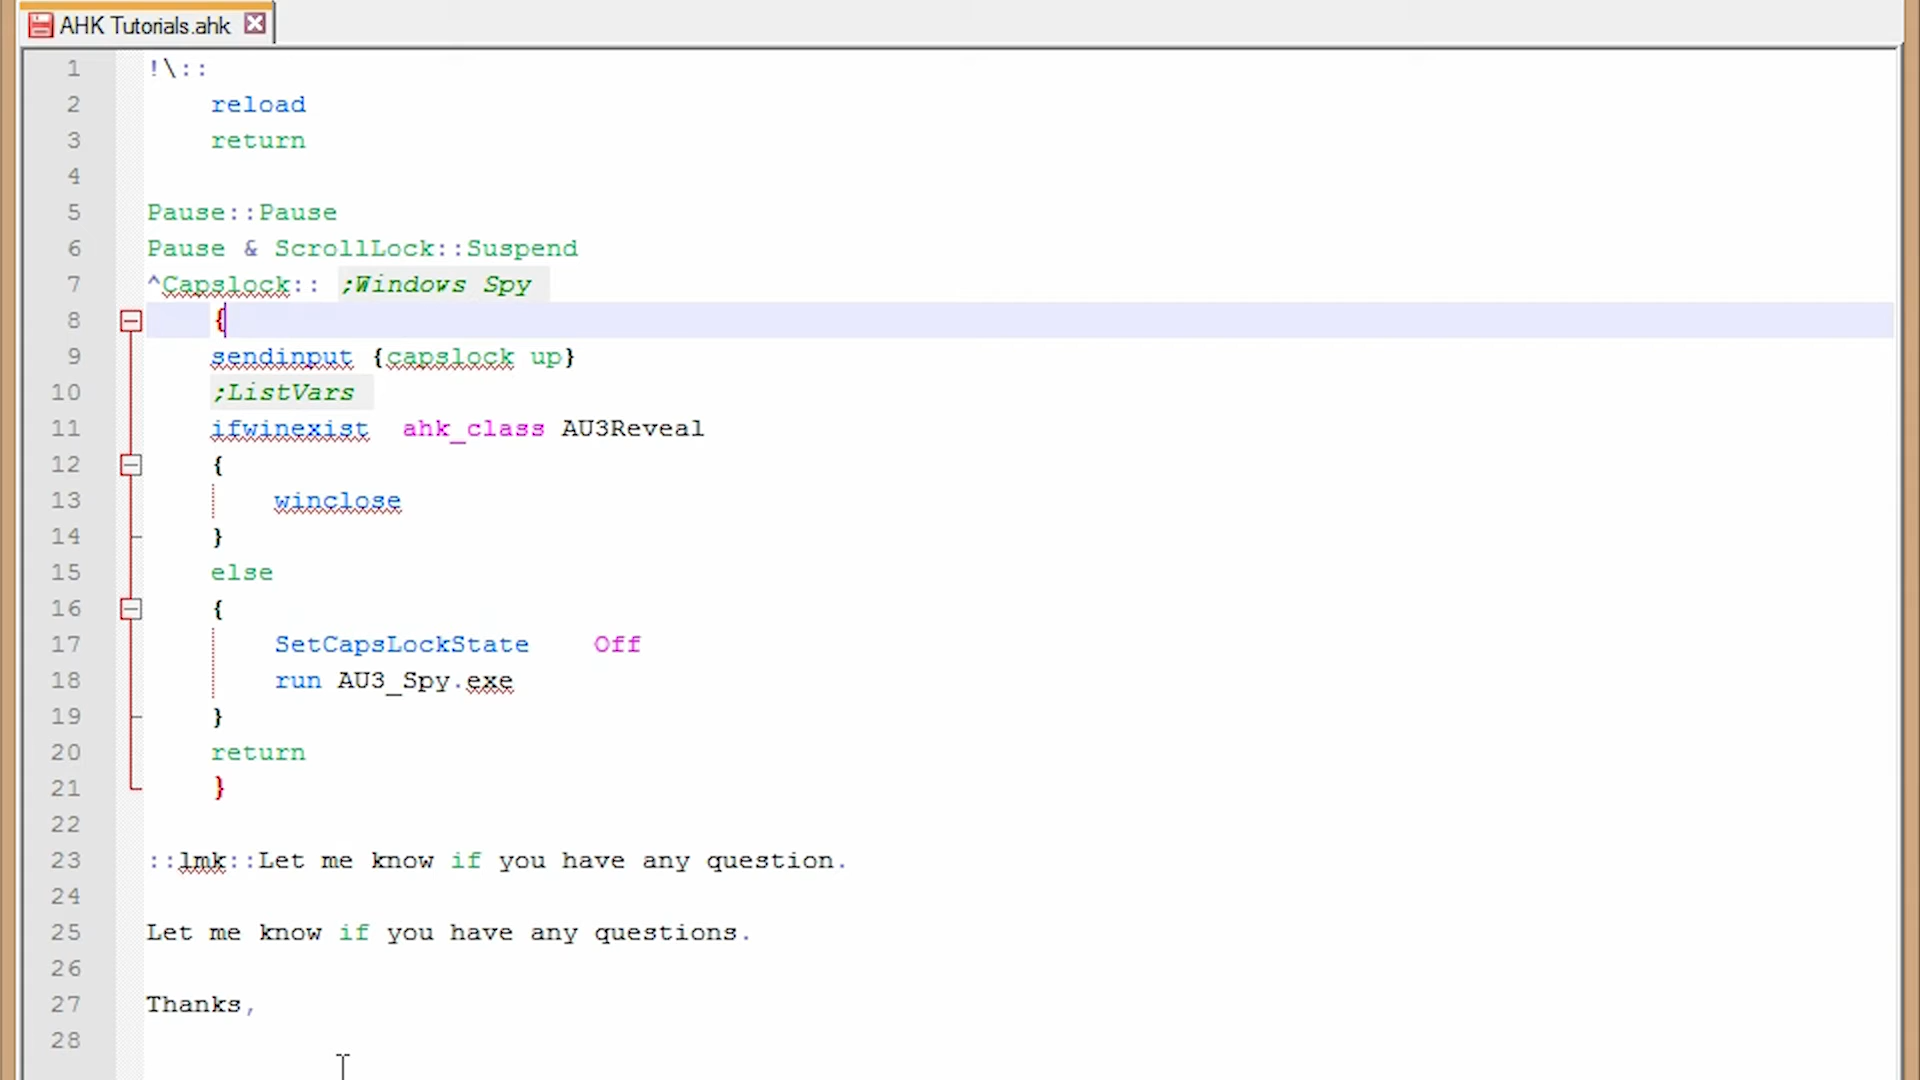 AHK Tutorials.ahk
1 !\::
2 reload
3 return
4
5 Pause::Pause
6 Pause & ScrollLock::Suspend
7 ^Capslock:: ;Windows Spy
8 {
9 sendinput {capslock up}
10 ;ListVars
11 ifwinexist ahk_class AU3Reveal
12 {
13 winclose
14 }
15 else
16 {
17 SetCapsLockState Off
18 run AU3_Spy.exe
19 }
20 return
21 }
22
23 ::lmk::Let me know if you have any question.
24
25 Let me know if you have any questions.
26
27 Thanks,
28